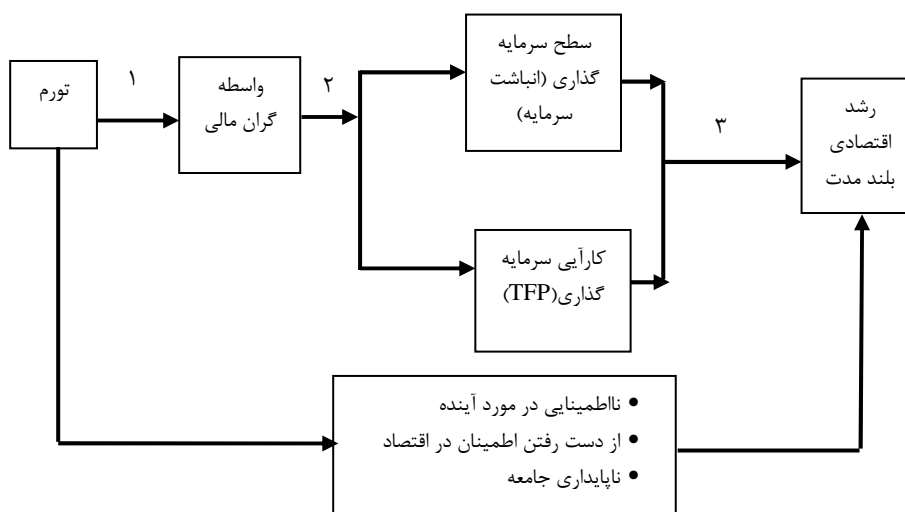 تورم
۱
واسطه
گران مالی
۲
سطح سرمایه
گذاری (انباشت
سرمایه)
کارآیی سرمایه
گذاری(TFP)
۳
رشد
اقتصادی
بلند مدت
• نااطمینایی در مورد آینده
• از دست رفتن اطمینان در اقتصاد
• ناپایداری جامعه